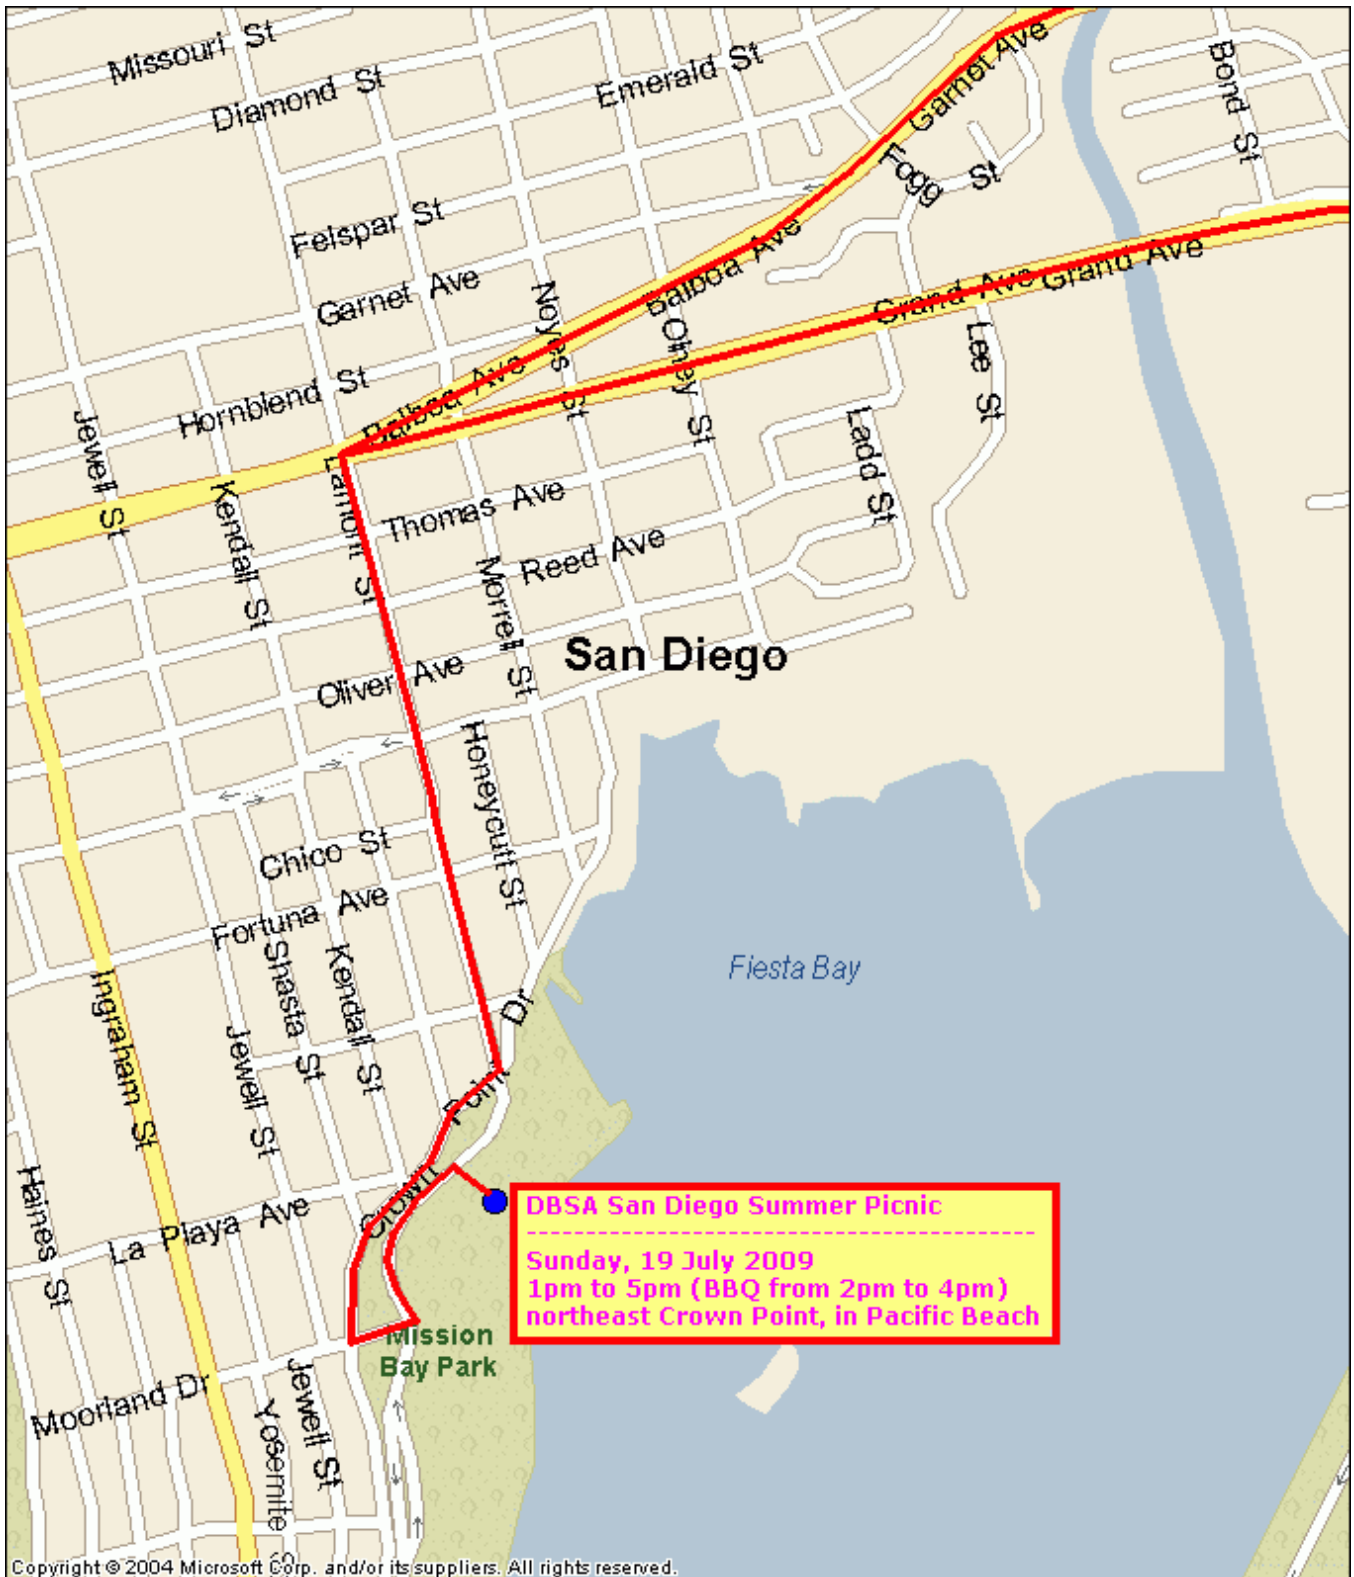 Missouri St
Diamond St
Emerald St
Garnet Ave
Bond St
Fogg St
Felspar St
Balboa Ave
Garnet Ave
Grand Ave
Grand Ave
Noyes St
Olney St
Lee St
Hornblend St
Balboa Ave
Jewell St
Kendall St
Lamont St
Thomas Ave
Ladd St
Reed Ave
Morrell St
San Diego
Oliver Ave
Honeycutt St
Chico St
Fortuna Ave
Shasta St
Kendall St
Fiesta Bay
Ingraham St
Jewell St
Crown Point Dr
Haines St
La Playa Ave
DBSA San Diego Summer Picnic
------------------------------------------
Sunday, 19 July 2009
1pm to 5pm (BBQ from 2pm to 4pm)
northeast Crown Point, in Pacific Beach
Mission
Bay Park
Moorland Dr
Jewell St
Yosemite
Copyright © 2004 Microsoft Corp. and/or its suppliers. All rights reserved.